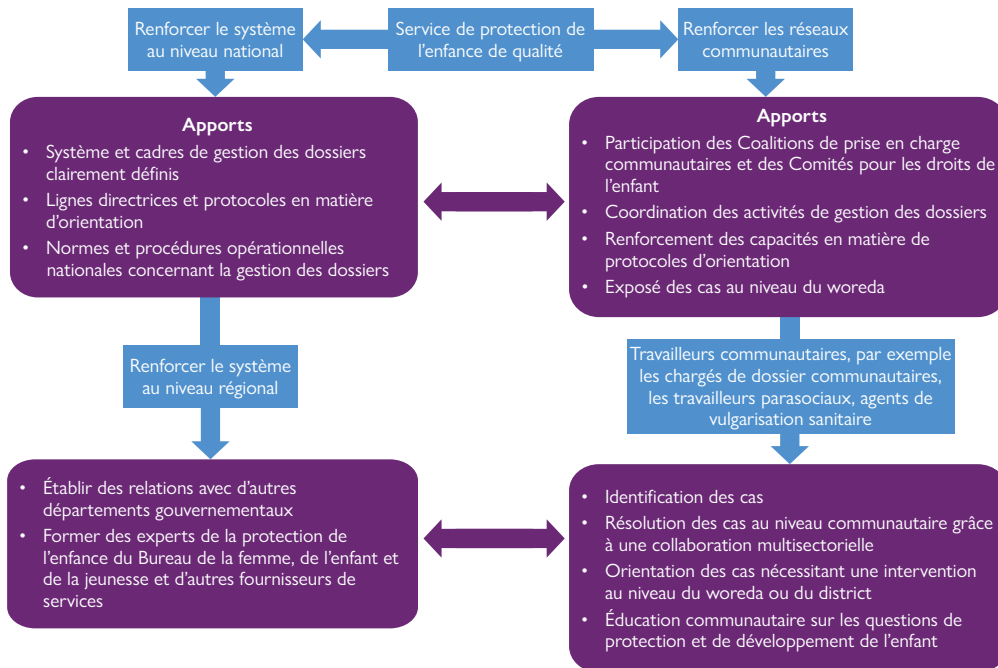 Renforcer le système
au niveau national
Service de protection de
l'enfance de qualité
Renforcer les réseaux
communautaires
Apports
• Système et cadres de gestion des dossiers
clairement définis
• Lignes directrices et protocoles en matière
d'orientation
• Normes et procédures opérationnelles
nationales concernant la gestion des dossiers
Apports
• Participation des Coalitions de prise en charge
communautaires et des Comités pour les droits de
l'enfant
• Coordination des activités de gestion des dossiers
• Renforcement des capacités en matière de
protocoles d'orientation
• Exposé des cas au niveau du woreda
Renforcer le système
au niveau régional
Travailleurs communautaires, par exemple
les chargés de dossier communautaires,
les travailleurs parasociaux, agents de
vulgarisation sanitaire
• Établir des relations avec d'autres
départements gouvernementaux
• Former des experts de la protection de
l'enfance du Bureau de la femme, de l'enfant et
de la jeunesse et d'autres fournisseurs de
services
• Identification des cas
• Résolution des cas au niveau communautaire grâce
à une collaboration multisectorielle
• Orientation des cas nécessitant une intervention
au niveau du woreda ou du district
• Éducation communautaire sur les questions de
protection et de développement de l'enfant